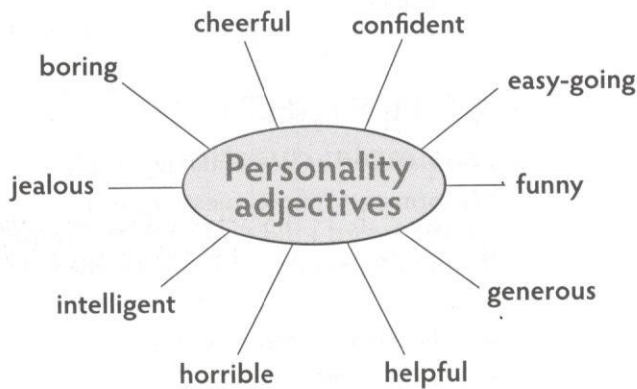 cheerful
confident
boring
easy-going
Personality
adjectives
jealous
funny
intelligent
generous
horrible
helpful